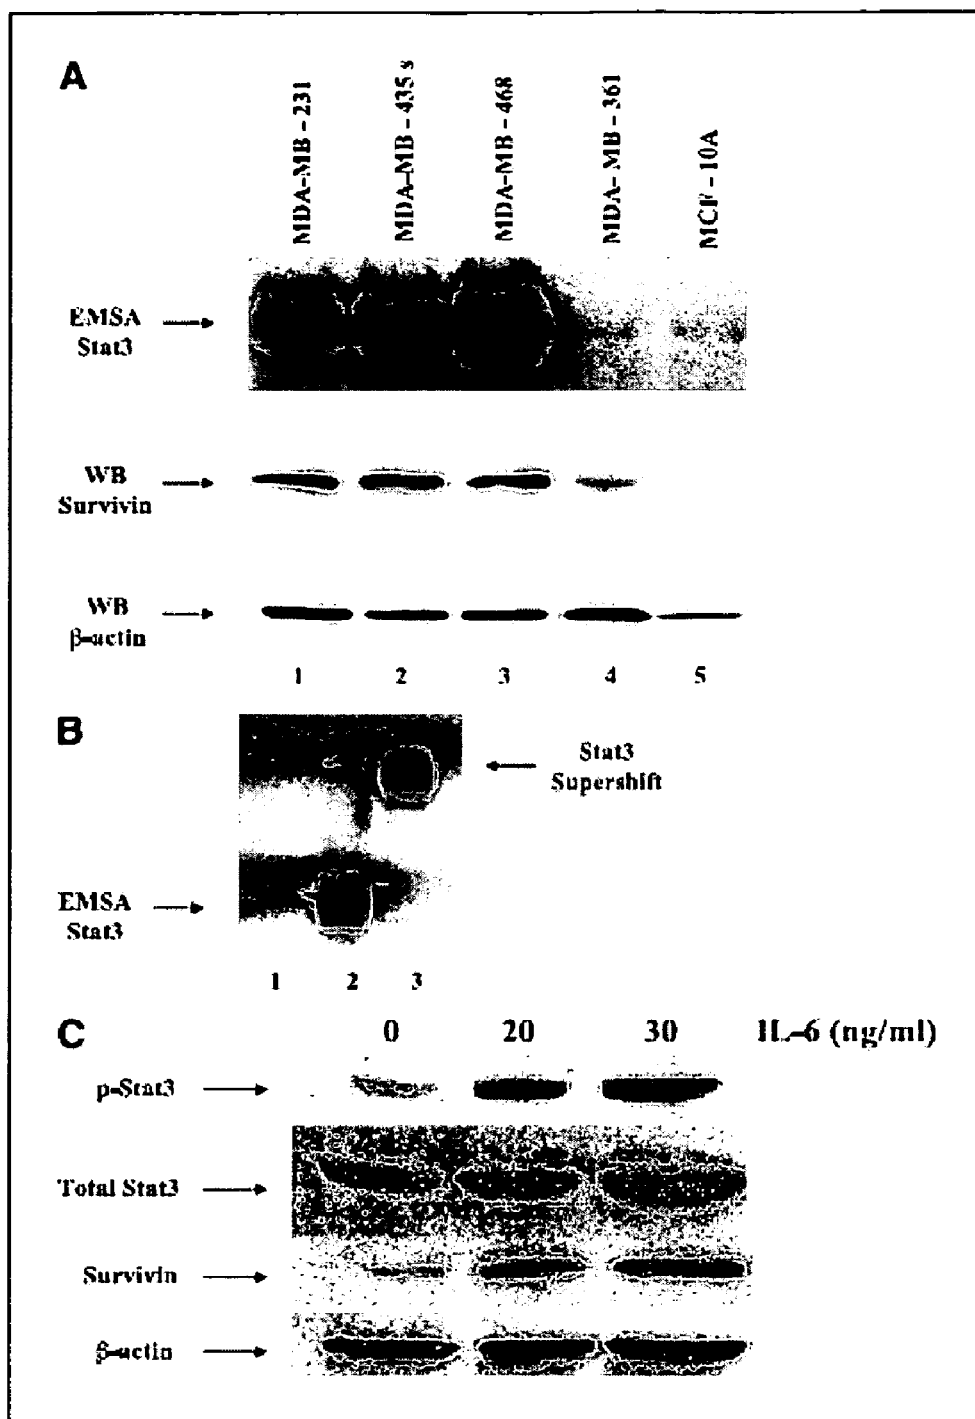 A
MDA-MB-231
MDA-MB-435 s
MDA-MB-468
MDA-MB-361
MCF-10A
EMSA
Stat3
WB
Survivin
WB
β-actin
1 2 3 4 5
B
Stat3
Supershift
EMSA
Stat3
1 2 3
C
0 20 30 IL-6 (ng/ml)
p-Stat3
Total Stat3
Survivin
β-actin